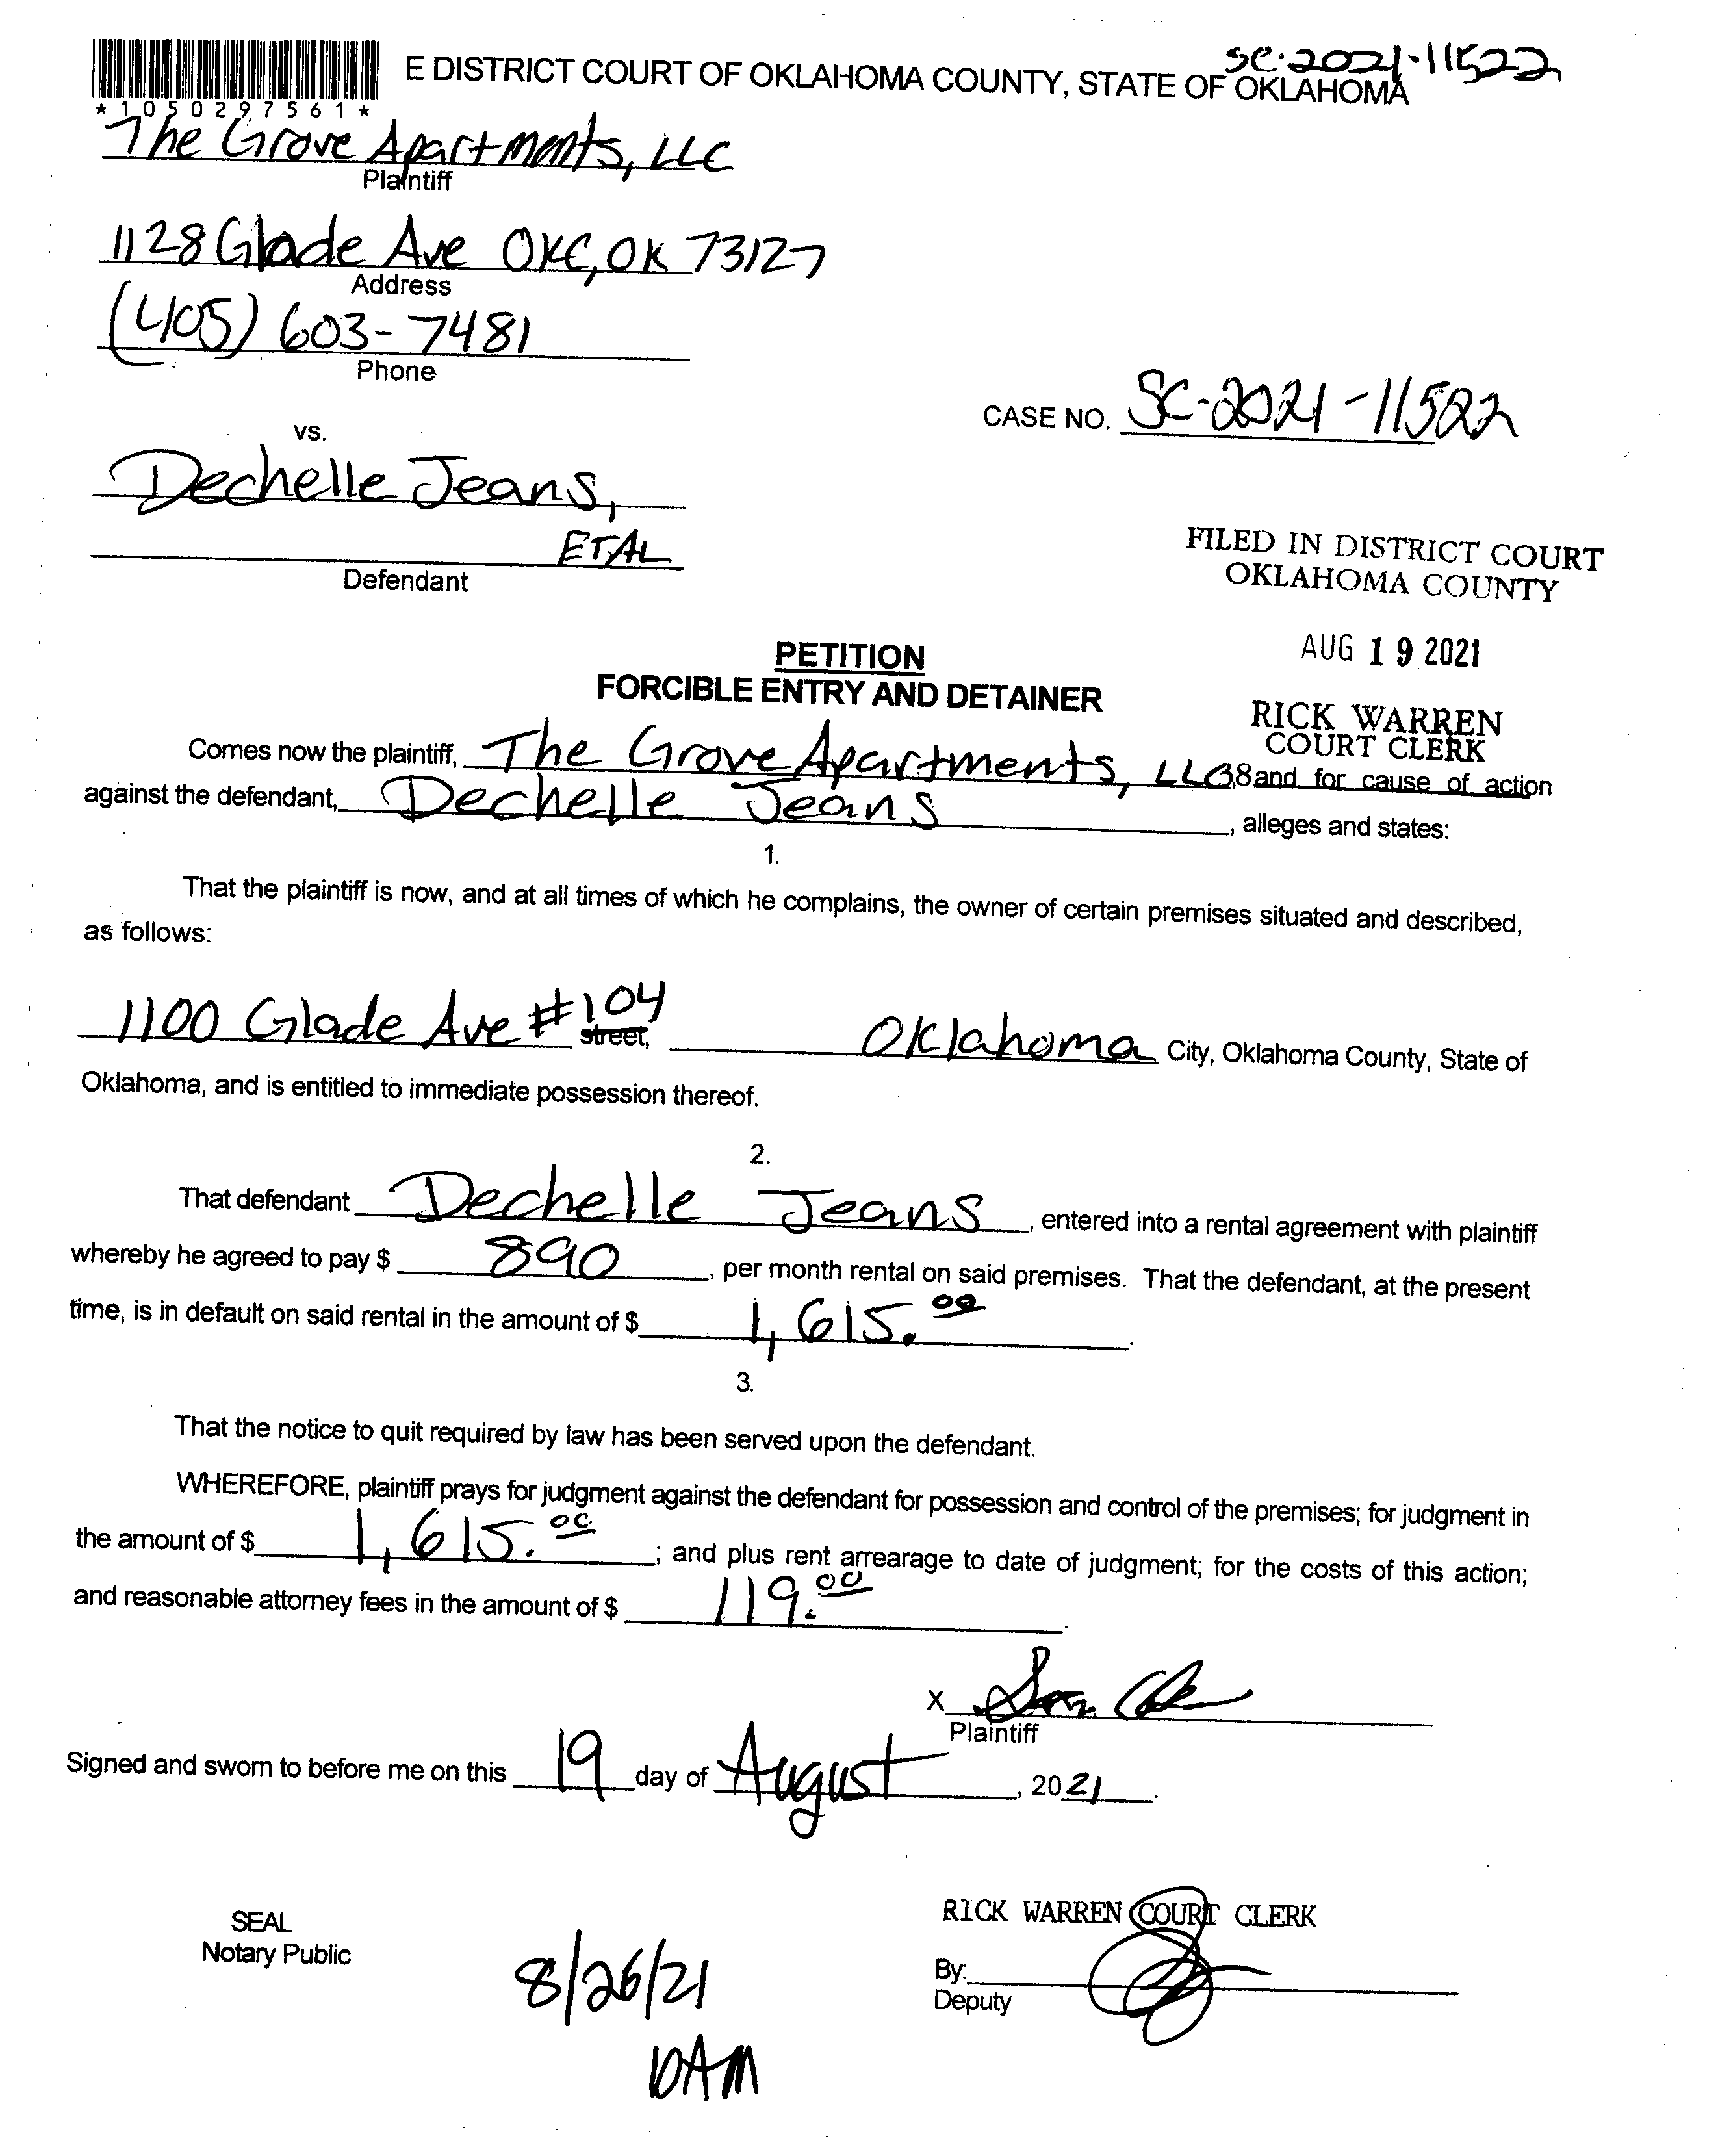 SC-2021-11522
E DISTRICT COURT OF OKLAHOMA COUNTY, STATE OF OKLAHOMA
*1050297561*
The Grove Apartments, LLC
Plaintiff
1128 Glade Ave OKC, OK 73127
Address
(405) 603-7481
Phone
CASE NO. SC-2021-11522
vs.
Dechelle Jeans,
ETAL
Defendant
FILED IN DISTRICT COURT
OKLAHOMA COUNTY
AUG 19 2021
RICK WARREN
COURT CLERK
PETITION
FORCIBLE ENTRY AND DETAINER
Comes now the plaintiff, The Grove Apartments, LLC 38 and for cause of action
against the defendant, Dechelle Jeans, alleges and states:
1.
That the plaintiff is now, and at all times of which he complains, the owner of certain premises situated and described,
as follows:
1100 Glade Ave #104 street, Oklahoma City, Oklahoma County, State of
Oklahoma, and is entitled to immediate possession thereof.
2.
That defendant Dechelle Jeans, entered into a rental agreement with plaintiff
whereby he agreed to pay $ 890, per month rental on said premises. That the defendant, at the present
time, is in default on said rental in the amount of $ 1,615.00.
3.
That the notice to quit required by law has been served upon the defendant.
WHEREFORE, plaintiff prays for judgment against the defendant for possession and control of the premises; for judgment in
the amount of $ 1,615.00; and plus rent arrearage to date of judgment; for the costs of this action;
and reasonable attorney fees in the amount of $ 119.00.
X
Plaintiff
Signed and sworn to before me on this 19 day of August, 2021.
RICK WARREN COURT CLERK
SEAL
Notary Public
By:
Deputy
8/26/21
10AM